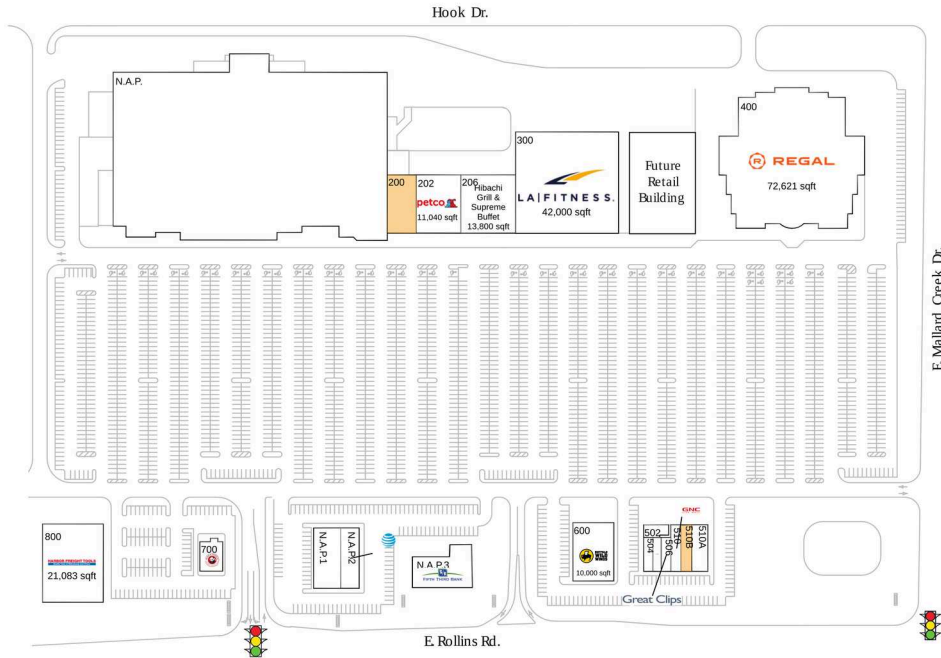 Hook Dr.
N.A.P.
200
202
petco
11,040 sqft
206
Hibachi
Grill &
Supreme
Buffet
13,800 sqft
300
LA|FITNESS.
42,000 sqft
Future
Retail
Building
400
REGAL
72,621 sqft
E. Mallard Creek Dr.
800
HARBOR FREIGHT TOOLS
21,083 sqft
700
N.A.P.1
N.A.P.2
N.A.P.3
FIFTH THIRD BANK
600
10,000 sqft
GNC
502
504
506
510
510B
510A
Great Clips
E. Rollins Rd.